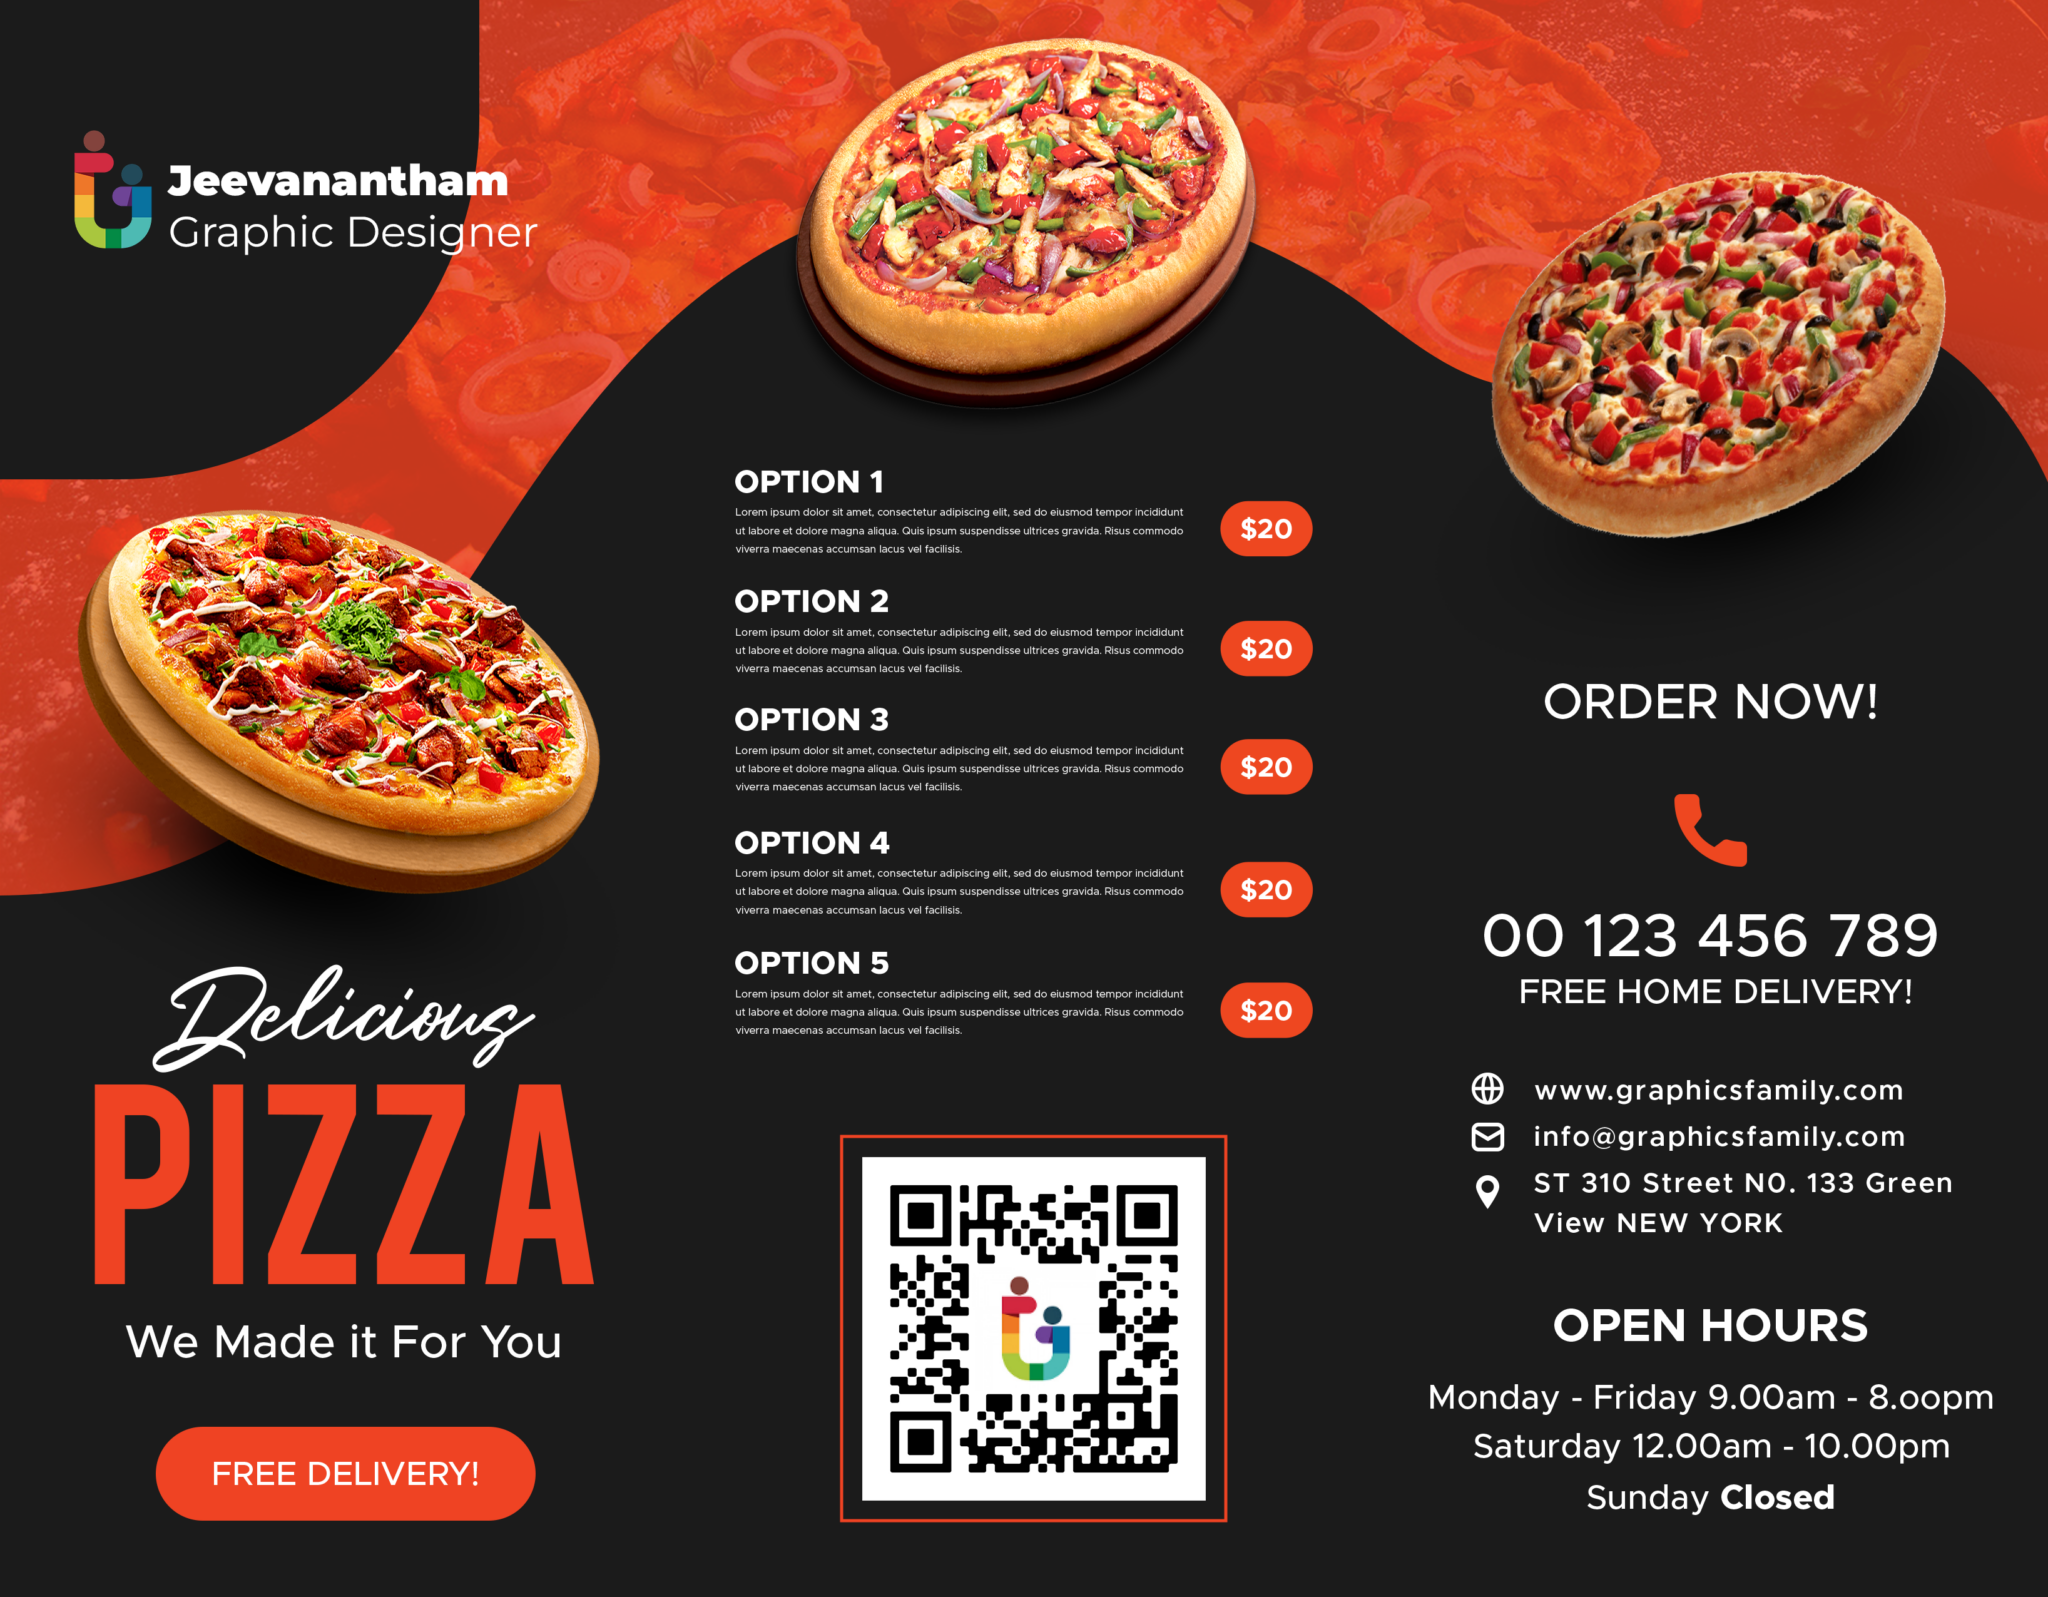 Jeevanantham
Graphic Designer
Delicious
PIZZA
We Made it For You
FREE DELIVERY!
OPTION 1
Lorem ipsum dolor sit amet, consectetur adipiscing elit, sed do eiusmod tempor incididunt
ut labore et dolore magna aliqua. Quis ipsum suspendisse ultrices gravida. Risus commodo
viverra maecenas accumsan lacus vel facilisis.
$20
OPTION 2
Lorem ipsum dolor sit amet, consectetur adipiscing elit, sed do eiusmod tempor incididunt
ut labore et dolore magna aliqua. Quis ipsum suspendisse ultrices gravida. Risus commodo
viverra maecenas accumsan lacus vel facilisis.
$20
OPTION 3
Lorem ipsum dolor sit amet, consectetur adipiscing elit, sed do eiusmod tempor incididunt
ut labore et dolore magna aliqua. Quis ipsum suspendisse ultrices gravida. Risus commodo
viverra maecenas accumsan lacus vel facilisis.
$20
OPTION 4
Lorem ipsum dolor sit amet, consectetur adipiscing elit, sed do eiusmod tempor incididunt
ut labore et dolore magna aliqua. Quis ipsum suspendisse ultrices gravida. Risus commodo
viverra maecenas accumsan lacus vel facilisis.
$20
OPTION 5
Lorem ipsum dolor sit amet, consectetur adipiscing elit, sed do eiusmod tempor incididunt
ut labore et dolore magna aliqua. Quis ipsum suspendisse ultrices gravida. Risus commodo
viverra maecenas accumsan lacus vel facilisis.
$20
ORDER NOW!
00 123 456 789
FREE HOME DELIVERY!
www.graphicsfamily.com
info@graphicsfamily.com
ST 310 Street N0. 133 Green
View NEW YORK
OPEN HOURS
Monday - Friday 9.00am - 8.oopm
Saturday 12.00am - 10.00pm
Sunday Closed